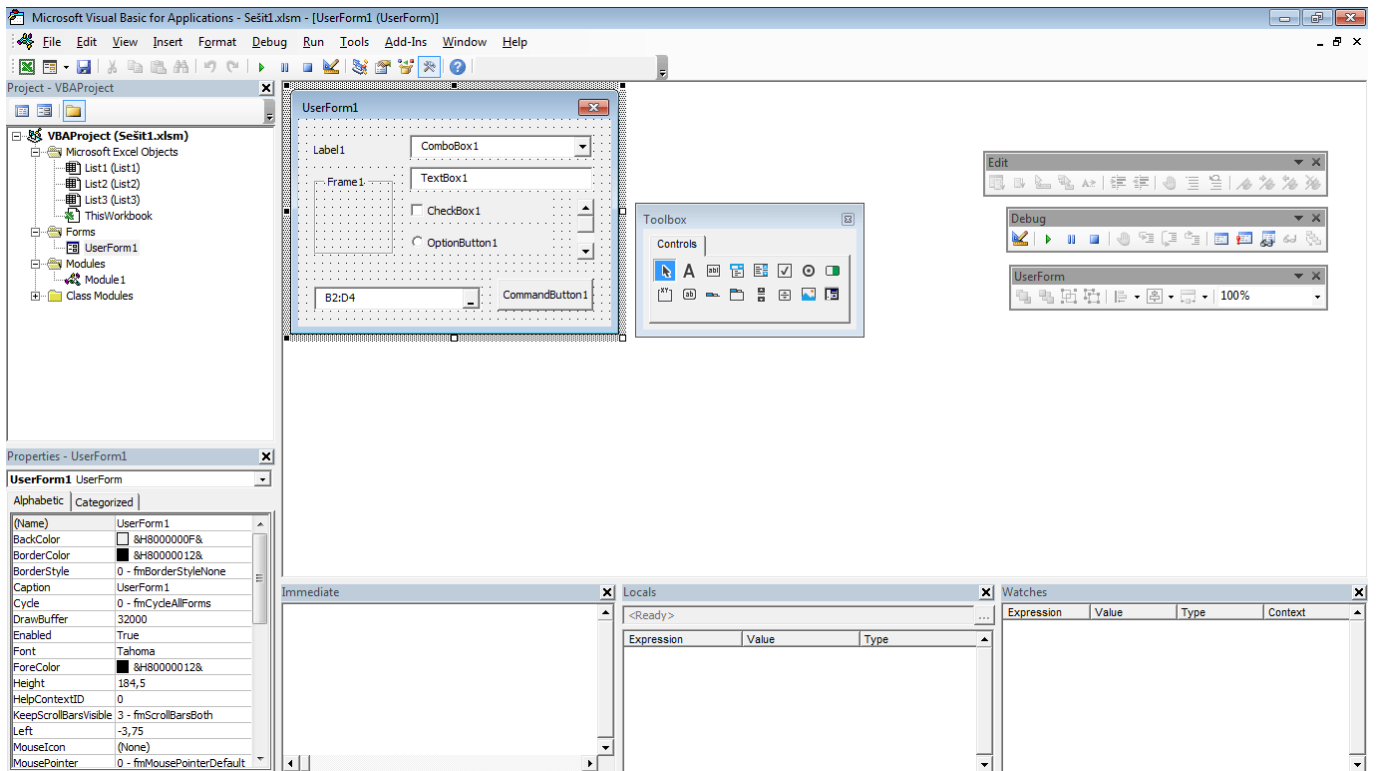 Microsoft Visual Basic for Applications - Sešit1.xlsm - [UserForm1 (UserForm)]
File Edit View Insert Format Debug Run Tools Add-Ins Window Help
Project - VBAProject
VBAProject (Sešit1.xlsm)
Microsoft Excel Objects
List1 (List1)
List2 (List2)
List3 (List3)
ThisWorkbook
Forms
UserForm1
Modules
Module1
Class Modules
UserForm1
Label1
ComboBox1
Frame1
TextBox1
CheckBox1
OptionButton1
B2:D4
CommandButton1
Toolbox
Controls
Edit
Debug
UserForm
100%
Properties - UserForm1
UserForm1 UserForm
Alphabetic Categorized
(Name) UserForm1
BackColor &H8000000F&
BorderColor &H80000012&
BorderStyle 0 - fmBorderStyleNone
Caption UserForm1
Cycle 0 - fmCycleAllForms
DrawBuffer 32000
Enabled True
Font Tahoma
ForeColor &H80000012&
Height 184,5
HelpContextID 0
KeepScrollBarsVisible 3 - fmScrollBarsBoth
Left -3,75
MouseIcon (None)
MousePointer 0 - fmMousePointerDefault
Immediate
Locals
<Ready>
Expression Value Type
Watches
Expression Value Type Context